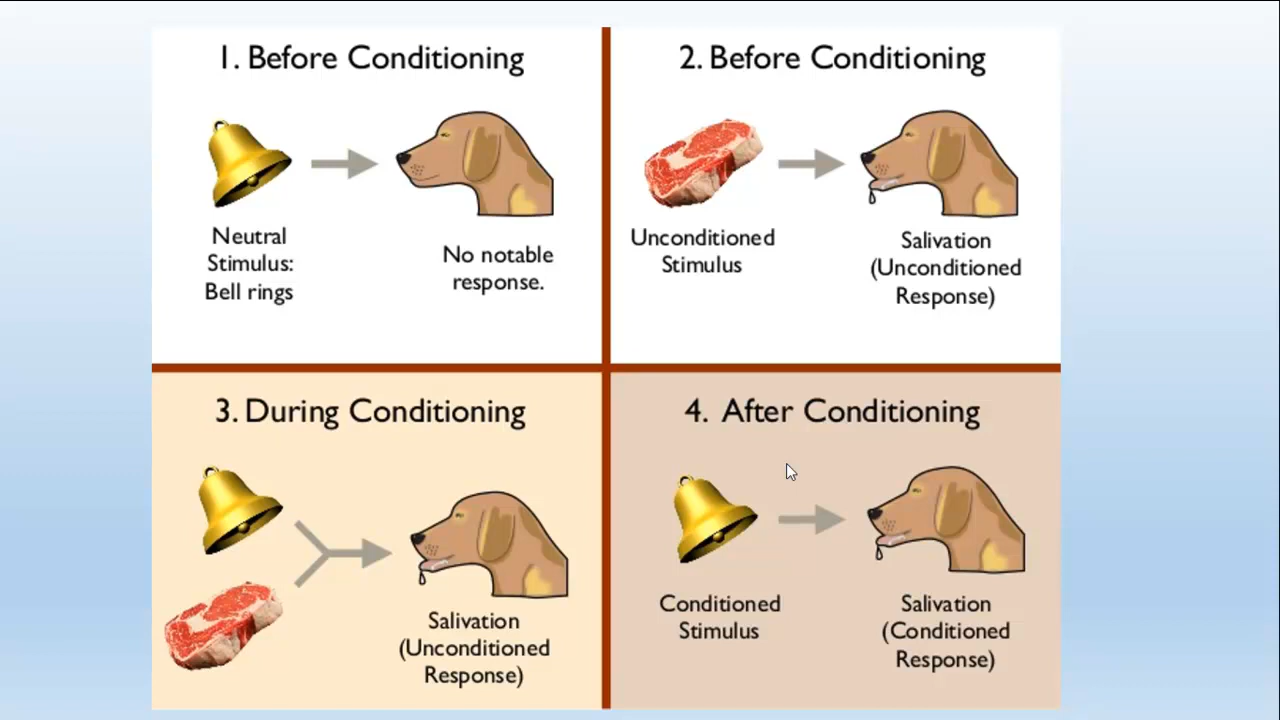 1. Before Conditioning
Neutral
Stimulus:
Bell rings
No notable
response.
2. Before Conditioning
Unconditioned
Stimulus
Salivation
(Unconditioned
Response)
3. During Conditioning
Salivation
(Unconditioned
Response)
4. After Conditioning
Conditioned
Stimulus
Salivation
(Conditioned
Response)